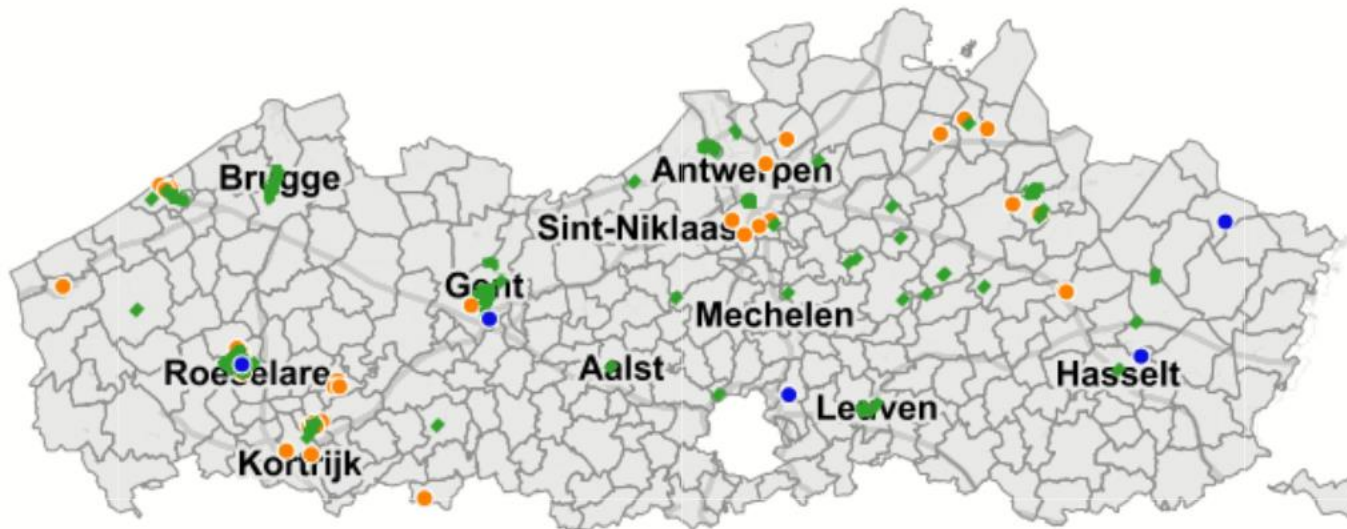 Brugge
Antwerpen
Sint-Niklaas
Gent
Mechelen
Roeselare
Aalst
Hasselt
Leuven
Kortrijk